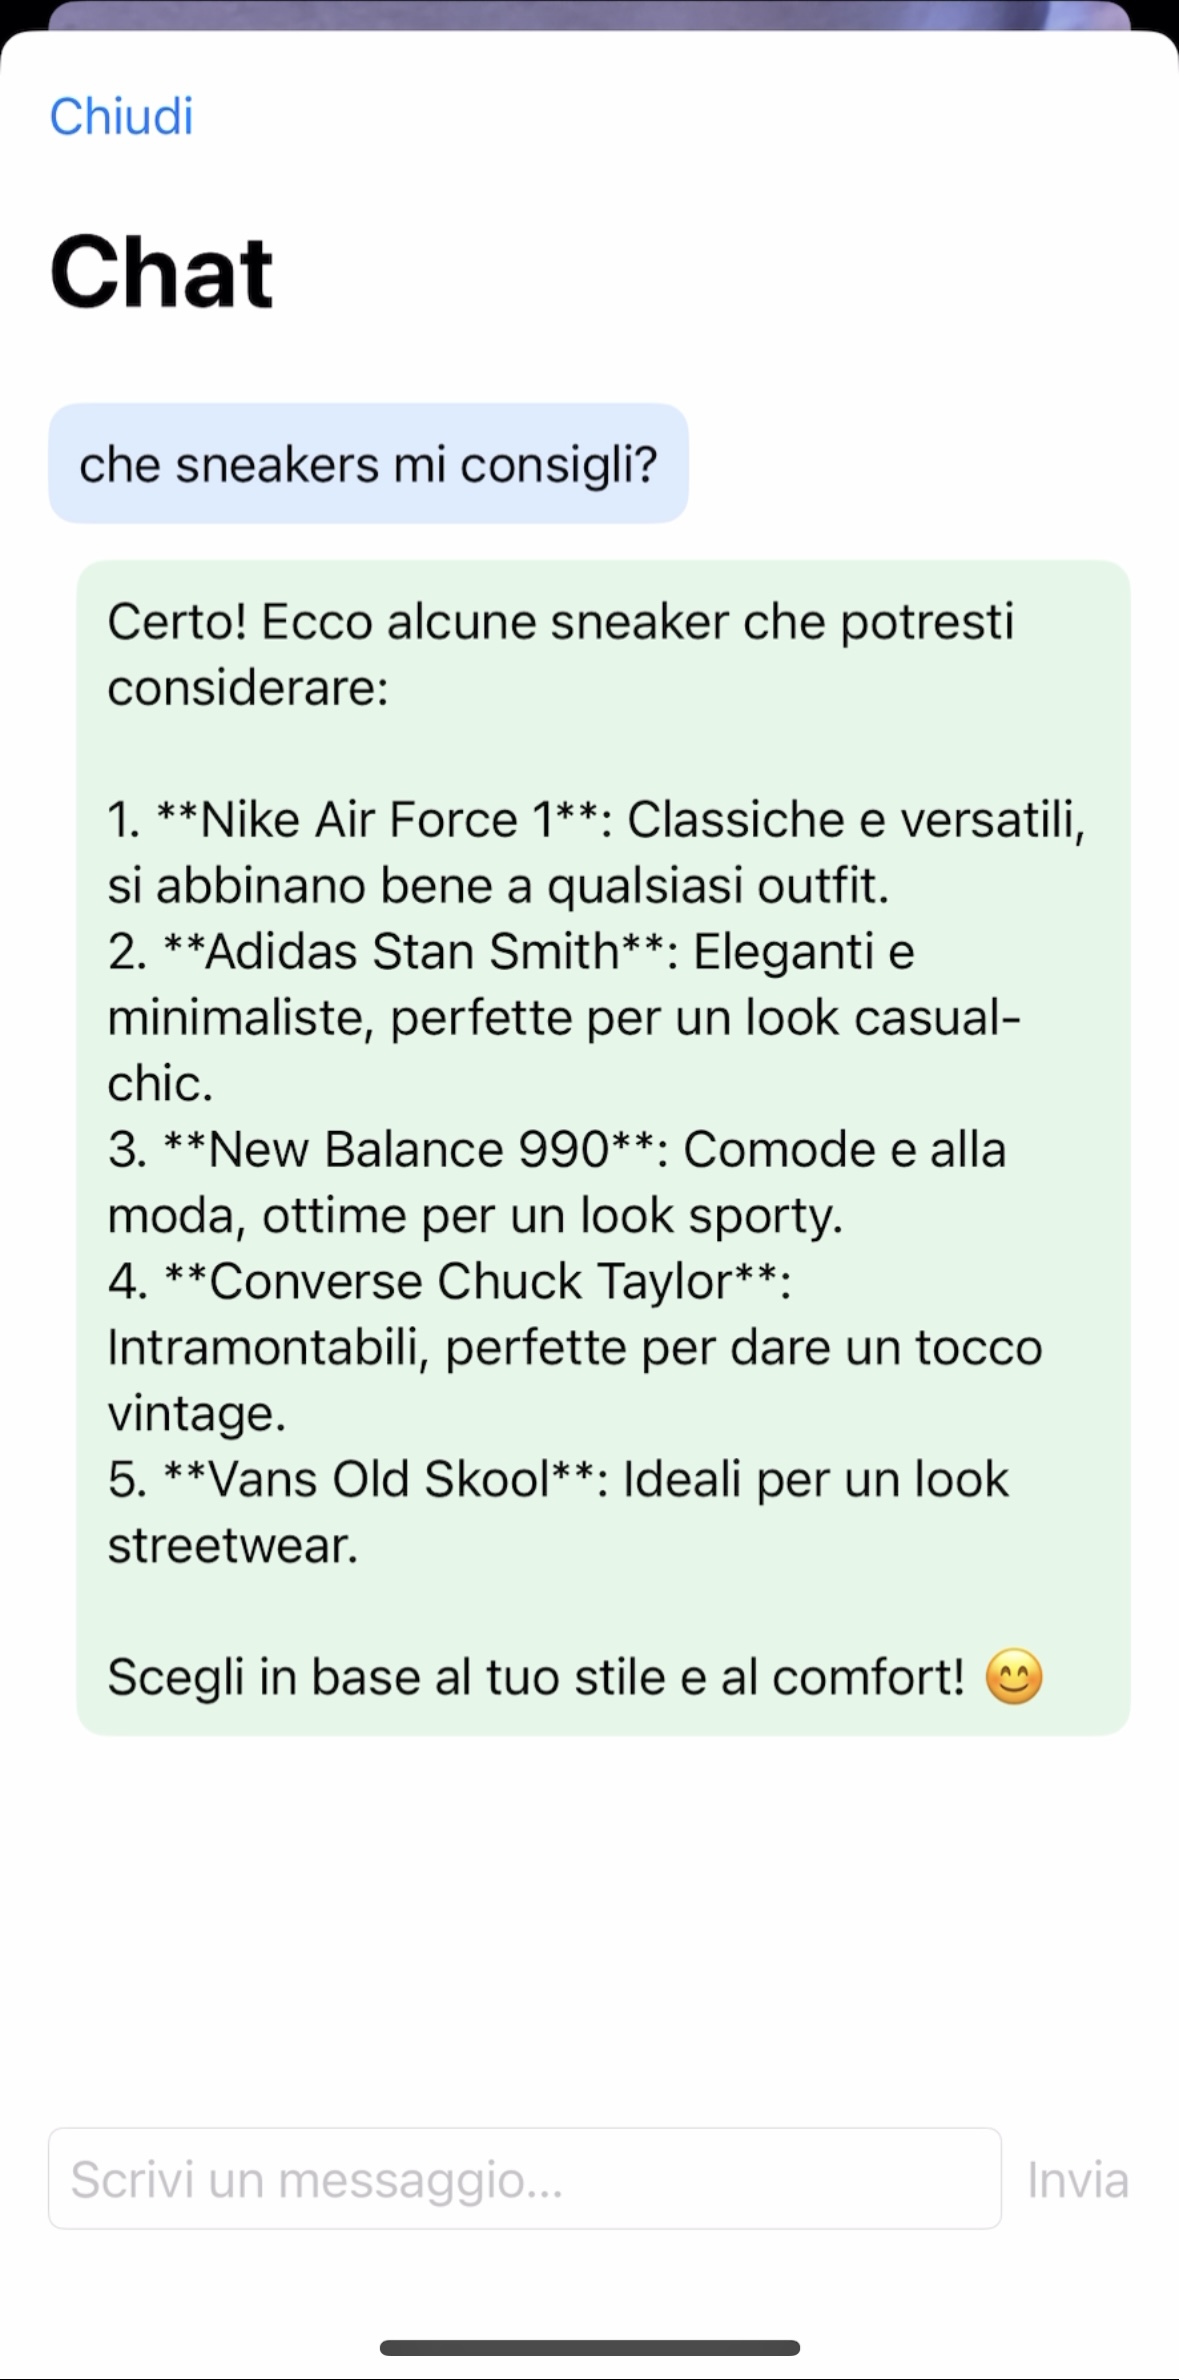 Chiudi
Chat
che sneakers mi consigli?
Certo! Ecco alcune sneaker che potresti
considerare:
1. **Nike Air Force 1**: Classiche e versatili,
si abbinano bene a qualsiasi outfit.
2. **Adidas Stan Smith**: Eleganti e
minimaliste, perfette per un look casual-
chic.
3. **New Balance 990**: Comode e alla
moda, ottime per un look sporty.
4. **Converse Chuck Taylor**:
Intramontabili, perfette per dare un tocco
vintage.
5. **Vans Old Skool**: Ideali per un look
streetwear.
Scegli in base al tuo stile e al comfort! 😊
Scrivi un messaggio... Invia